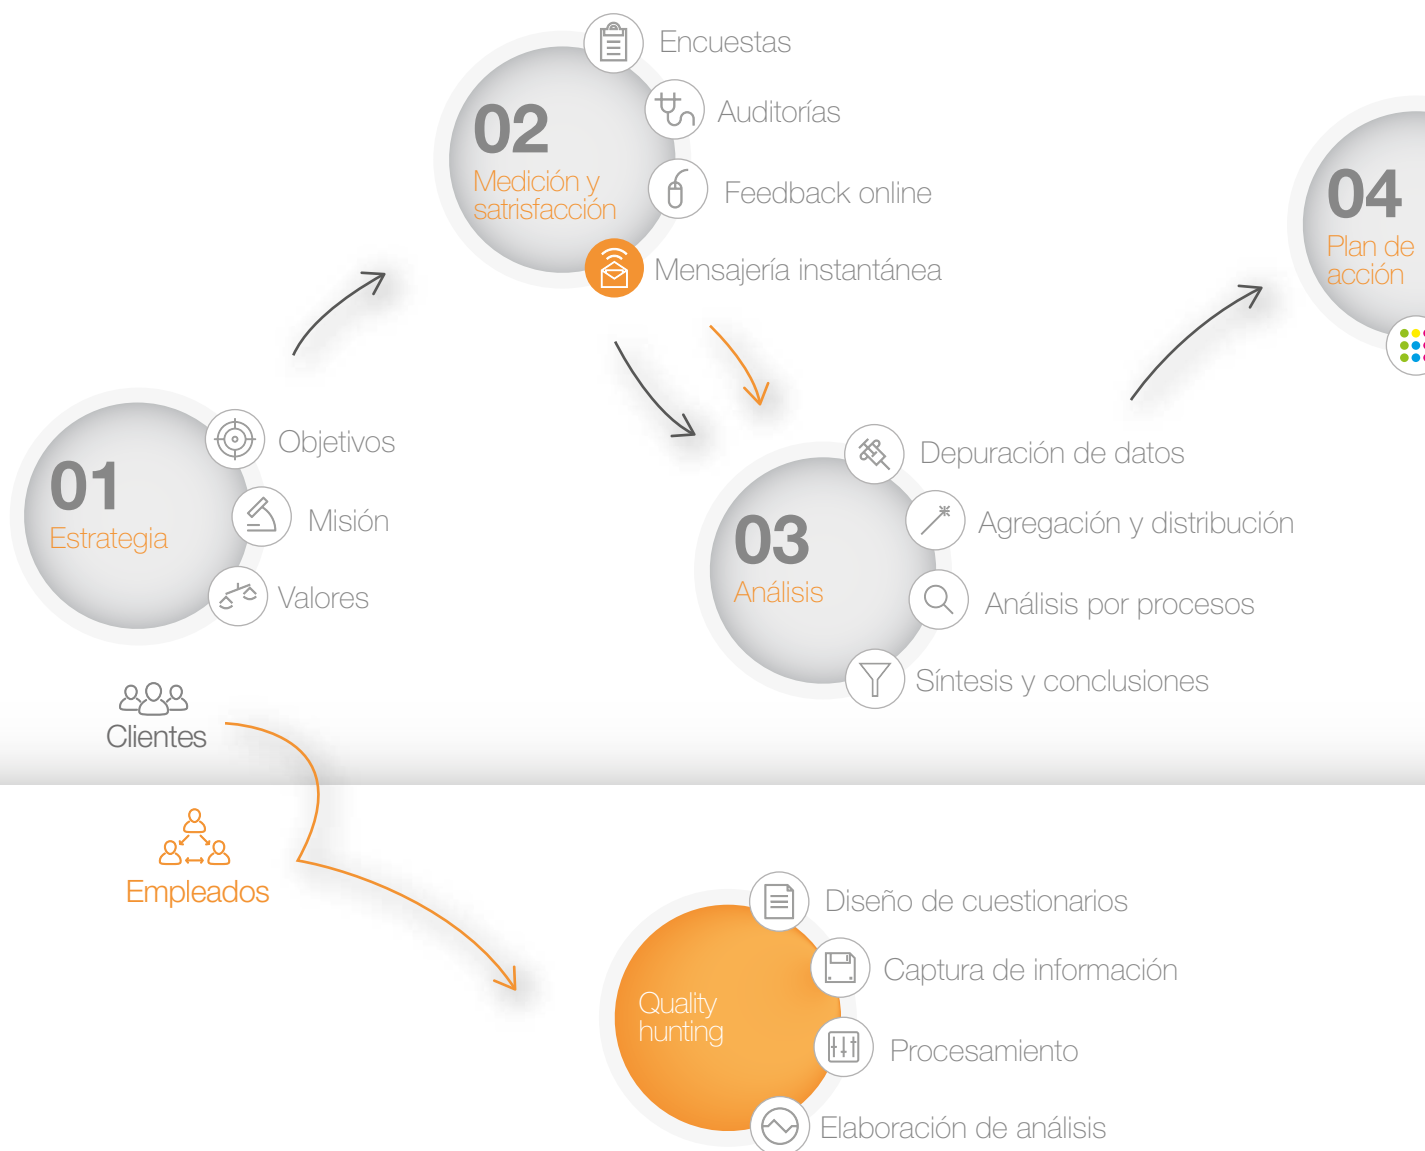 01
Estrategia
Objetivos
Misión
Valores
02
Medición y
satrisfacción
Encuestas
Auditorías
Feedback online
Mensajería instantánea
03
Análisis
Depuración de datos
Agregación y distribución
Análisis por procesos
Síntesis y conclusiones
04
Plan de
acción
Clientes
Empleados
Quality
hunting
Diseño de cuestionarios
Captura de información
Procesamiento
Elaboración de análisis